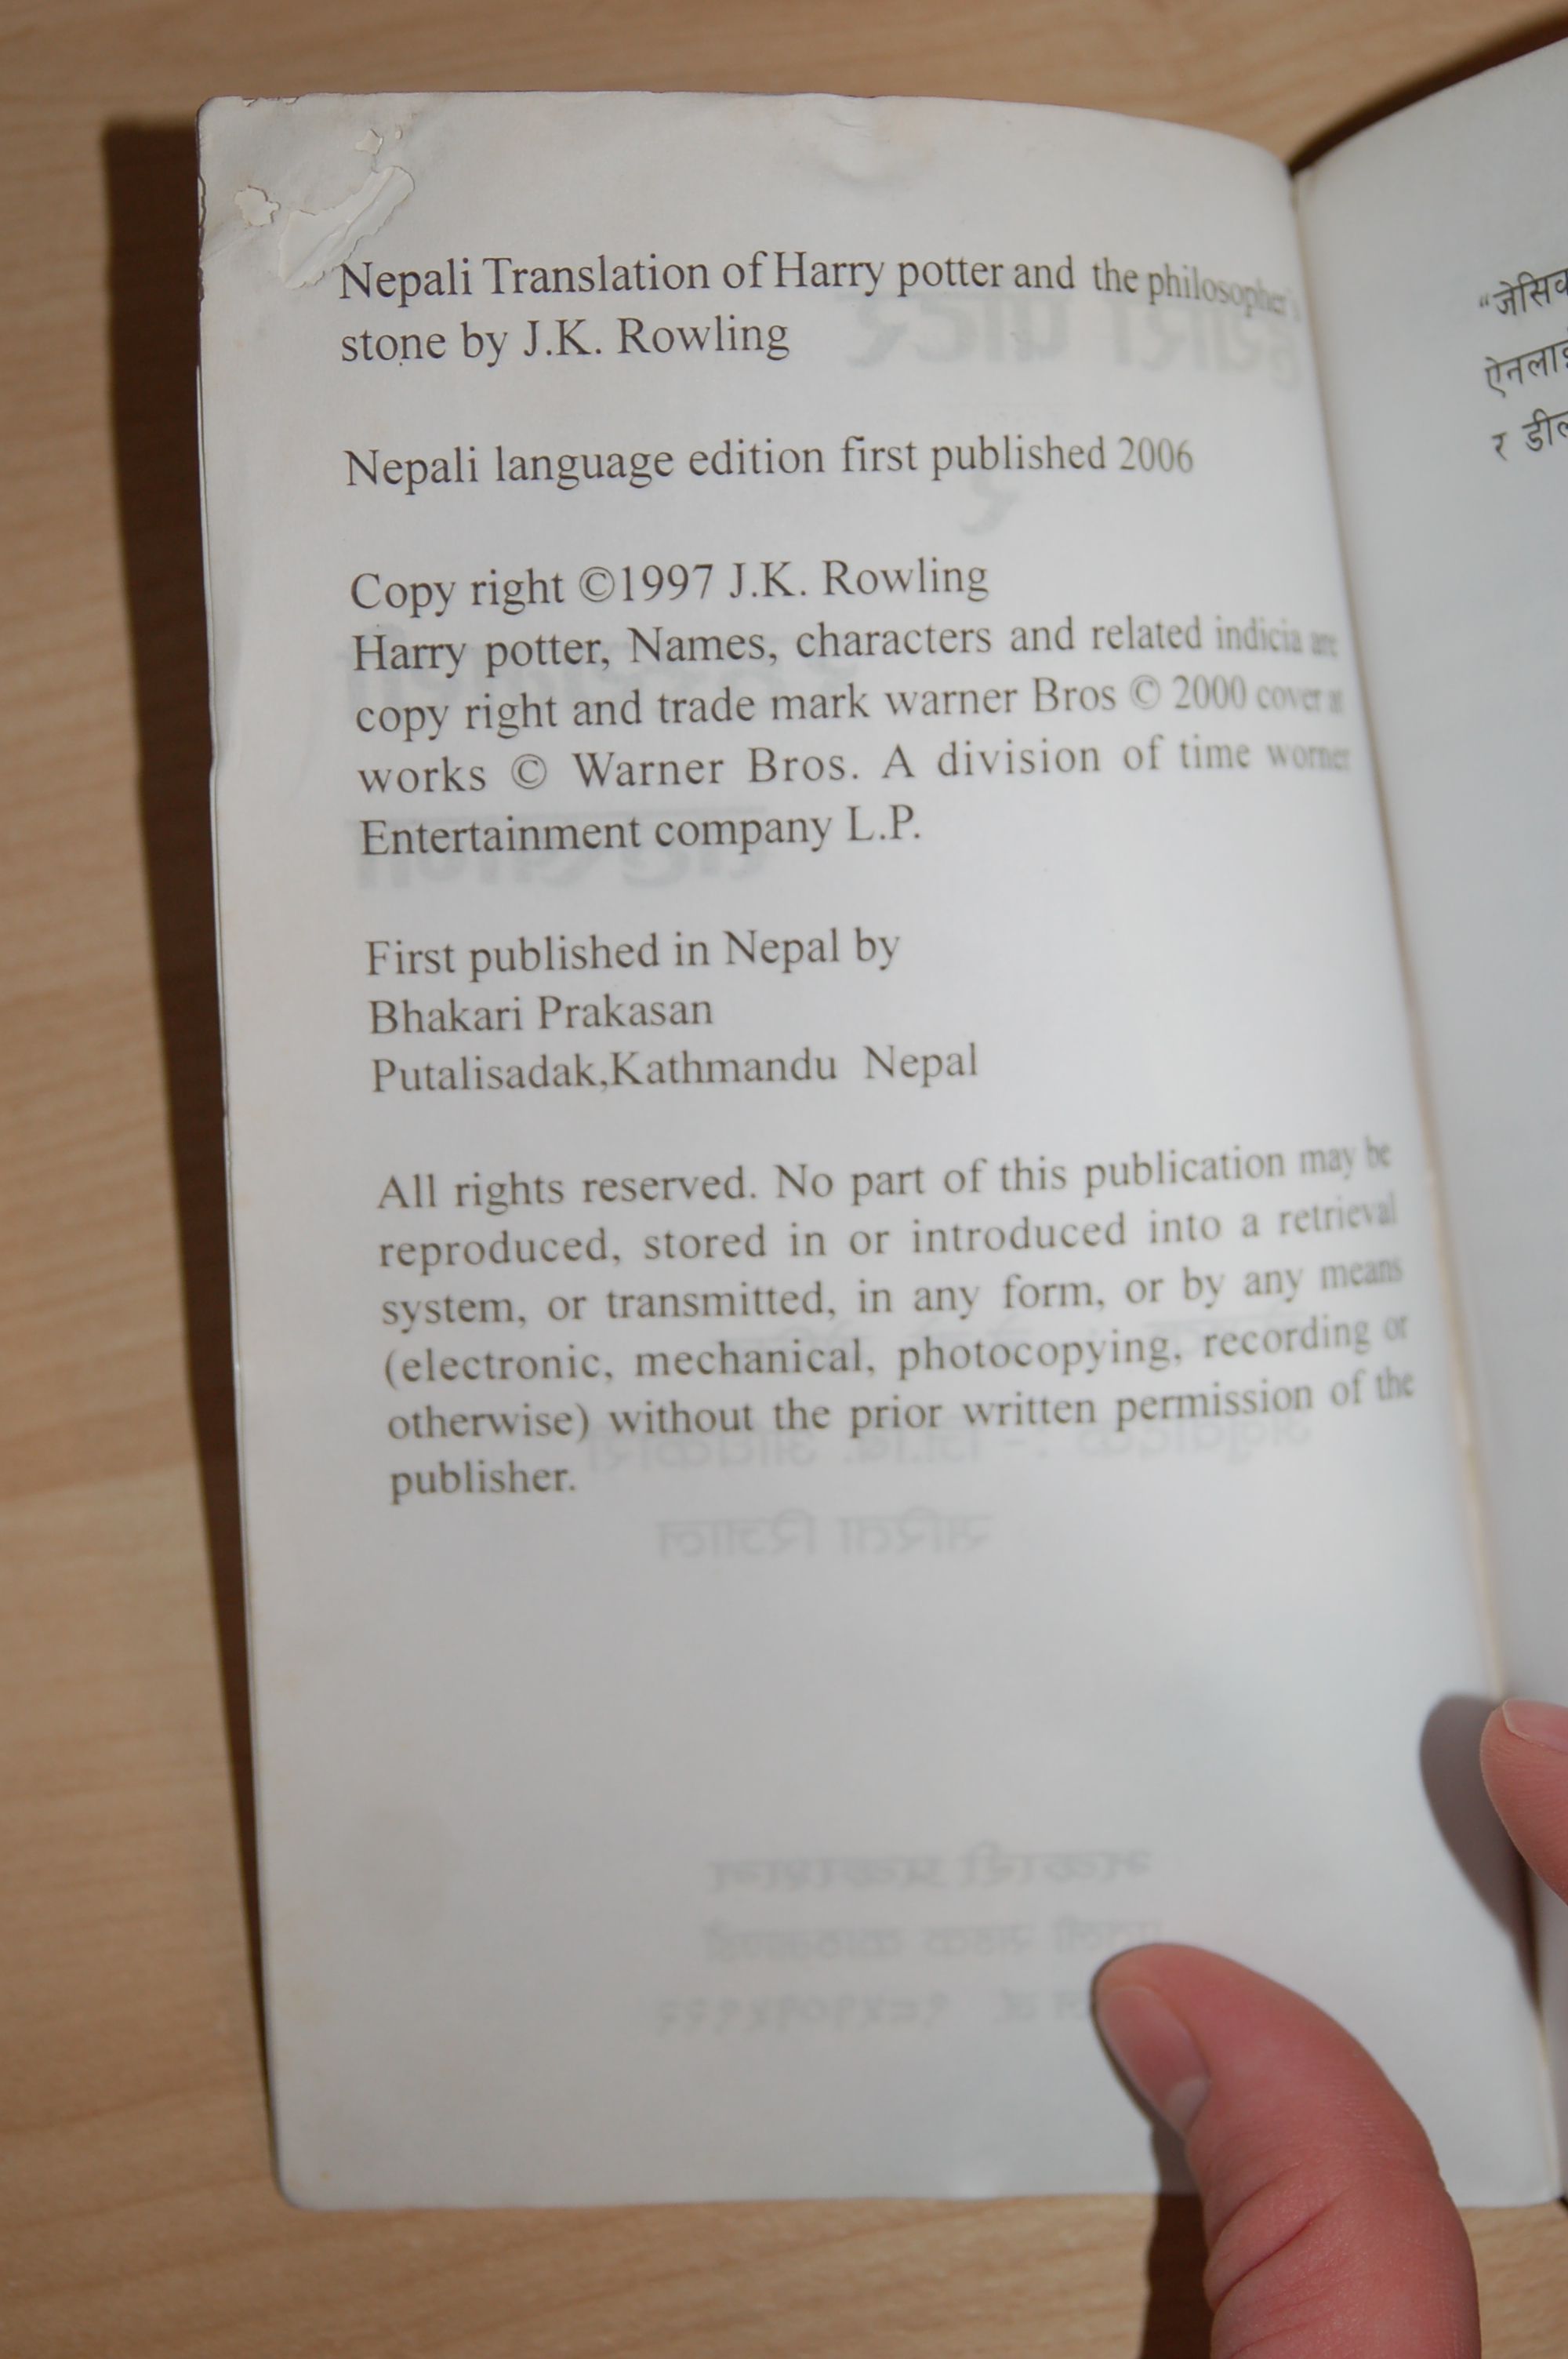 Nepali Translation of Harry potter and the philosopher's
stone by J.K. Rowling
Nepali language edition first published 2006
Copy right ©1997 J.K. Rowling
Harry potter, Names, characters and related indicia are
copy right and trade mark warner Bros © 2000 cover
works © Warner Bros. A division of time worner
Entertainment company L.P.
First published in Nepal by
Bhakari Prakasan
Putalisadak,Kathmandu Nepal
All rights reserved. No part of this publication may be
reproduced, stored in or introduced into a retrieval
system, or transmitted, in any form, or by any means
(electronic, mechanical, photocopying, recording or
otherwise) without the prior written permission of the
publisher.
र